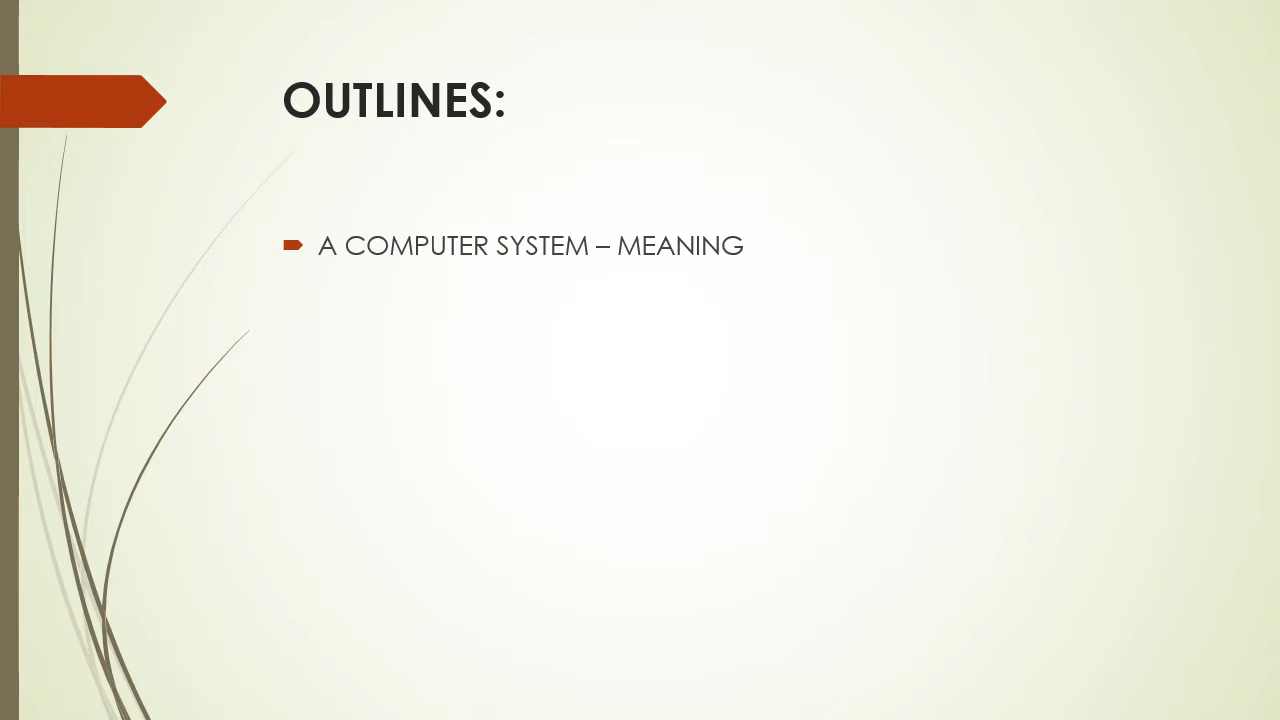 OUTLINES:
A COMPUTER SYSTEM – MEANING